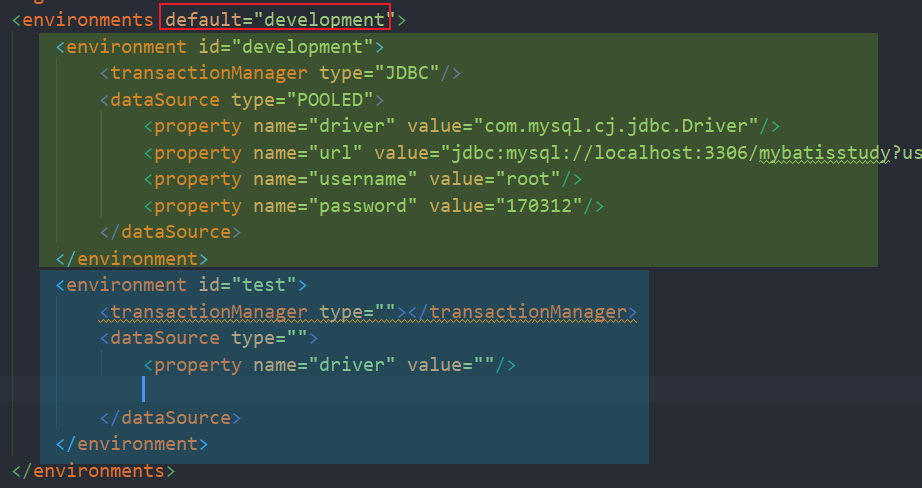 <environments default="development">
<environment id="development">
<transactionManager type="JDBC"/>
<dataSource type="POOLED">
<property name="driver" value="com.mysql.cj.jdbc.Driver"/>
<property name="url" value="jdbc:mysql://localhost:3306/mybatisstudy?us
<property name="username" value="root"/>
<property name="password" value="170312"/>
</dataSource>
</environment>
<environment id="test">
<transactionManager type=""></transactionManager>
<dataSource type="">
<property name="driver" value=""/>
</dataSource>
</environment>
</environments>